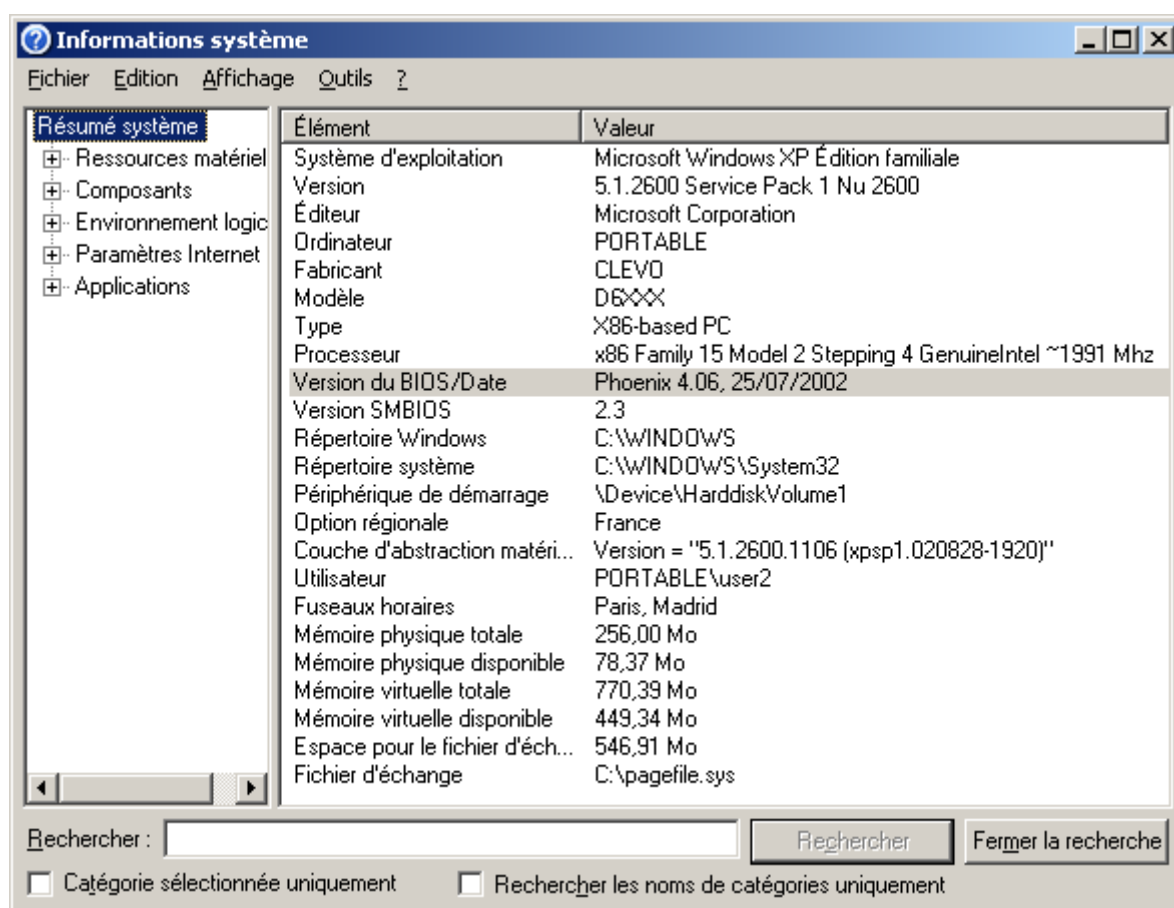 Informations système
Fichier Edition Affichage Outils ?
Résumé système
Ressources matériel
Composants
Environnement logic
Paramètres Internet
Applications
Élément Valeur
Système d'exploitation Microsoft Windows XP Édition familiale
Version 5.1.2600 Service Pack 1 Nu 2600
Éditeur Microsoft Corporation
Ordinateur PORTABLE
Fabricant CLEVO
Modèle D6XXX
Type X86-based PC
Processeur x86 Family 15 Model 2 Stepping 4 GenuineIntel ~1991 Mhz
Version du BIOS/Date Phoenix 4.06, 25/07/2002
Version SMBIOS 2.3
Répertoire Windows C:\WINDOWS
Répertoire système C:\WINDOWS\System32
Périphérique de démarrage \Device\HarddiskVolume1
Option régionale France
Couche d'abstraction matéri... Version = "5.1.2600.1106 (xpsp1.020828-1920)"
Utilisateur PORTABLE\user2
Fuseaux horaires Paris, Madrid
Mémoire physique totale 256,00 Mo
Mémoire physique disponible 78,37 Mo
Mémoire virtuelle totale 770,39 Mo
Mémoire virtuelle disponible 449,34 Mo
Espace pour le fichier d'éch... 546,91 Mo
Fichier d'échange C:\pagefile.sys
Rechercher : Rechercher Fermer la recherche
Catégorie sélectionnée uniquement Rechercher les noms de catégories uniquement